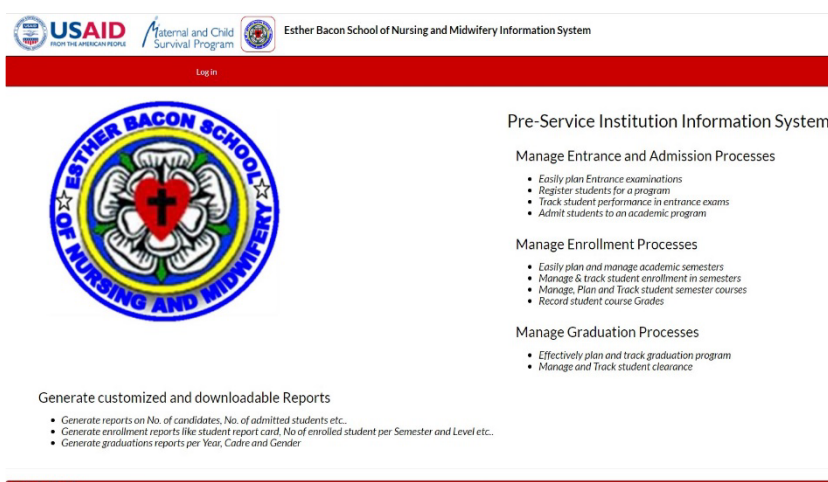 USAID
FROM THE AMERICAN PEOPLE
Maternal and Child
Survival Program
Esther Bacon School of Nursing and Midwifery Information System
Log in
ESTHER BACON SCHOOL
OF NURSING AND MIDWIFERY
Pre-Service Institution Information System
Manage Entrance and Admission Processes
• Easily plan Entrance examinations
• Register students for a program
• Track student performance in entrance exams
• Admit students to an academic program
Manage Enrollment Processes
• Easily plan and manage academic semesters
• Manage & track student enrollment in semesters
• Manage, Plan and Track student semester courses
• Record student course Grades
Manage Graduation Processes
• Effectively plan and track graduation program
• Manage and Track student clearance
Generate customized and downloadable Reports
• Generate reports on No. of candidates, No. of admitted students etc..
• Generate enrollment reports like student report card, No of enrolled student per Semester and Level etc..
• Generate graduations reports per Year, Cadre and Gender